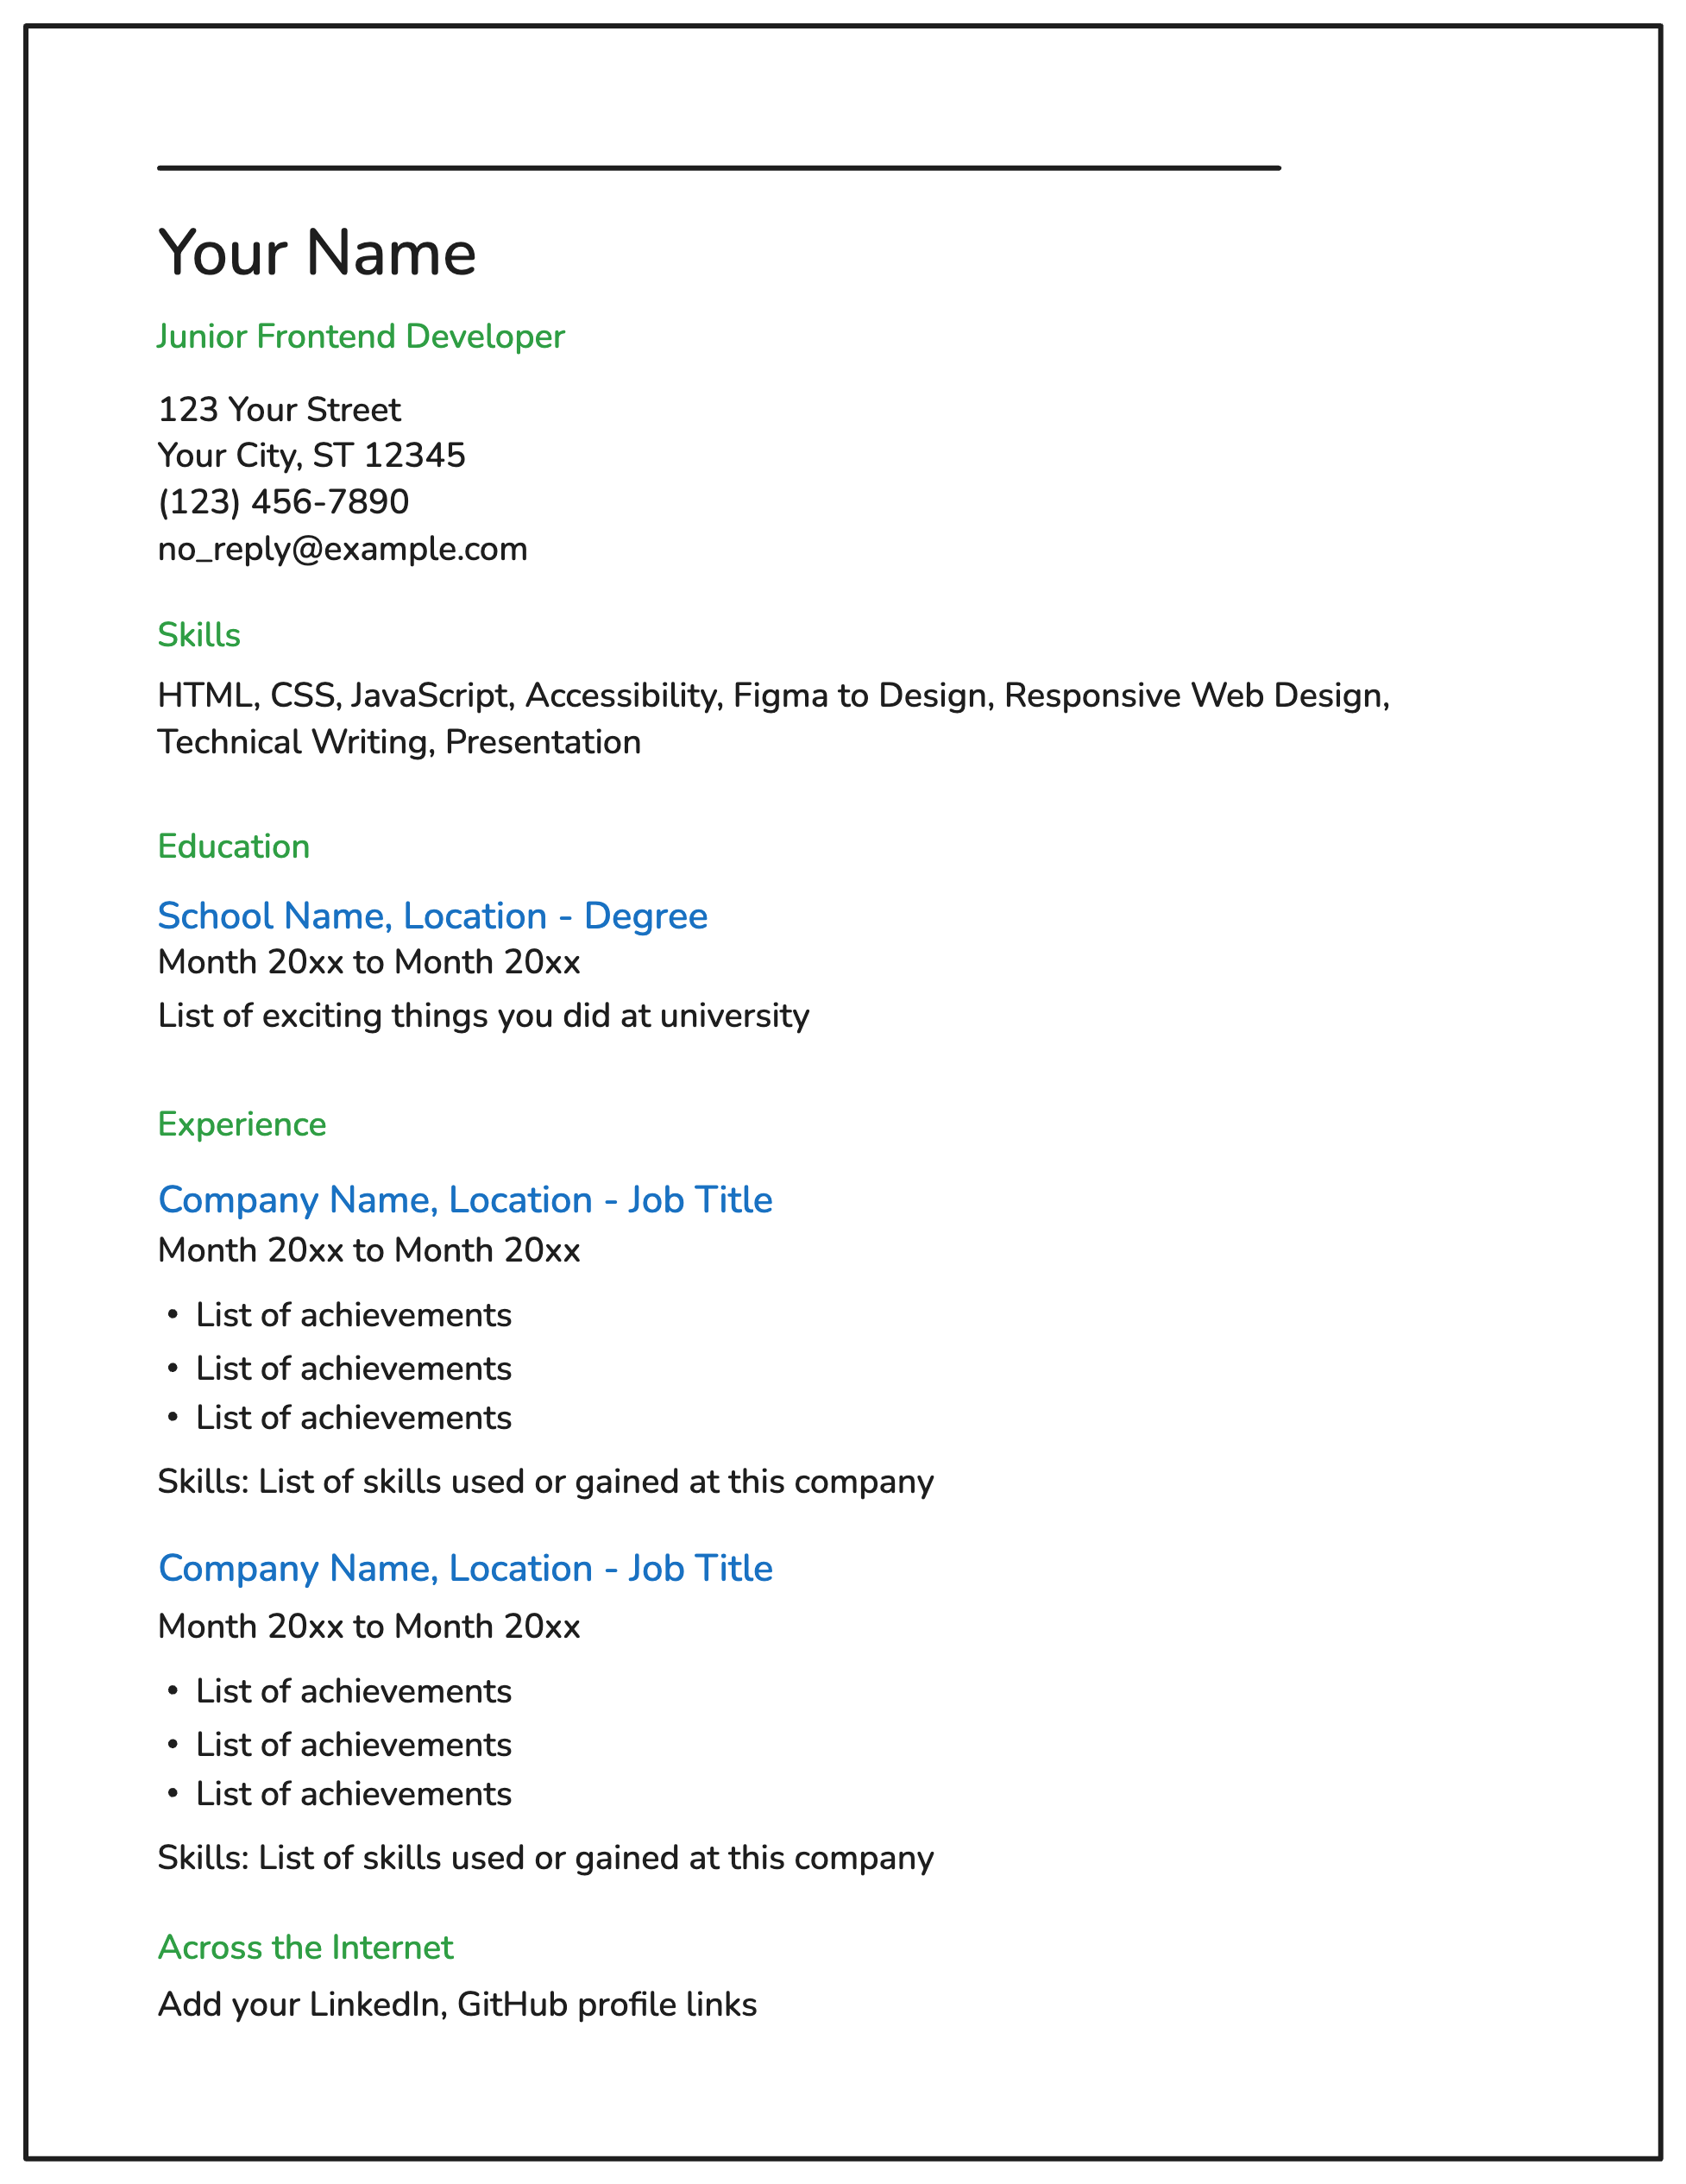 Your Name
Junior Frontend Developer
123 Your Street
Your City, ST 12345
(123) 456-7890
no_reply@example.com
Skills
HTML, CSS, JavaScript, Accessibility, Figma to Design, Responsive Web Design,
Technical Writing, Presentation
Education
School Name, Location - Degree
Month 20xx to Month 20xx
List of exciting things you did at university
Experience
Company Name, Location - Job Title
Month 20xx to Month 20xx
• List of achievements
• List of achievements
• List of achievements
Skills: List of skills used or gained at this company
Company Name, Location - Job Title
Month 20xx to Month 20xx
• List of achievements
• List of achievements
• List of achievements
Skills: List of skills used or gained at this company
Across the Internet
Add your LinkedIn, GitHub profile links